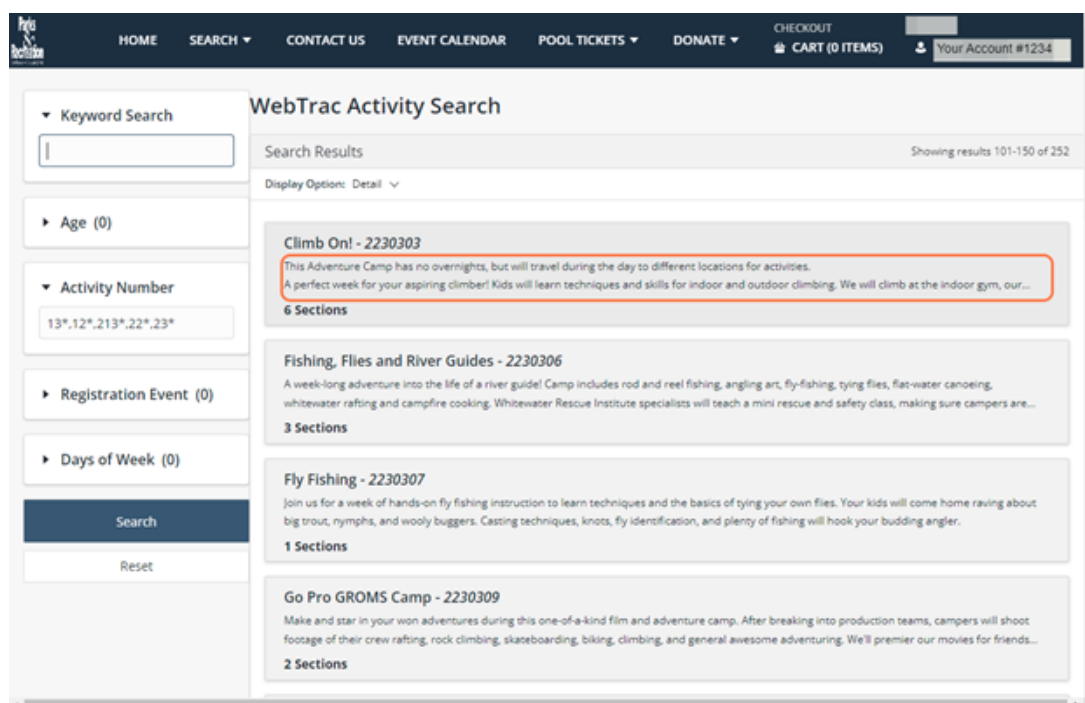 Parks
&
Recreation
HOME
SEARCH
CONTACT US
EVENT CALENDAR
POOL TICKETS
DONATE
CHECKOUT
CART (0 ITEMS)
Your Account #1234
Keyword Search
Age (0)
Activity Number
13*,12*,213*,22*,23*
Registration Event (0)
Days of Week (0)
Search
Reset
WebTrac Activity Search
Search Results
Showing results 101-150 of 252
Display Option: Detail
Climb On! - 2230303
This Adventure Camp has no overnights, but will travel during the day to different locations for activities.
A perfect week for your aspiring climber! Kids will learn techniques and skills for indoor and outdoor climbing. We will climb at the indoor gym, our...
6 Sections
Fishing, Flies and River Guides - 2230306
A week-long adventure into the life of a river guide! Camp includes rod and reel fishing, angling art, fly-fishing, tying flies, flat-water canoeing,
whitewater rafting and campfire cooking. Whitewater Rescue Institute specialists will teach a mini rescue and safety class, making sure campers are...
3 Sections
Fly Fishing - 2230307
Join us for a week of hands-on fly fishing instruction to learn techniques and the basics of tying your own flies. Your kids will come home raving about
big trout, nymphs, and wooly buggers. Casting techniques, knots, fly identification, and plenty of fishing will hook your budding angler.
1 Sections
Go Pro GROMS Camp - 2230309
Make and star in your won adventures during this one-of-a-kind film and adventure camp. After breaking into production teams, campers will shoot
footage of their crew rafting, rock climbing, skateboarding, biking, climbing, and general awesome adventuring. We'll premier our movies for friends...
2 Sections